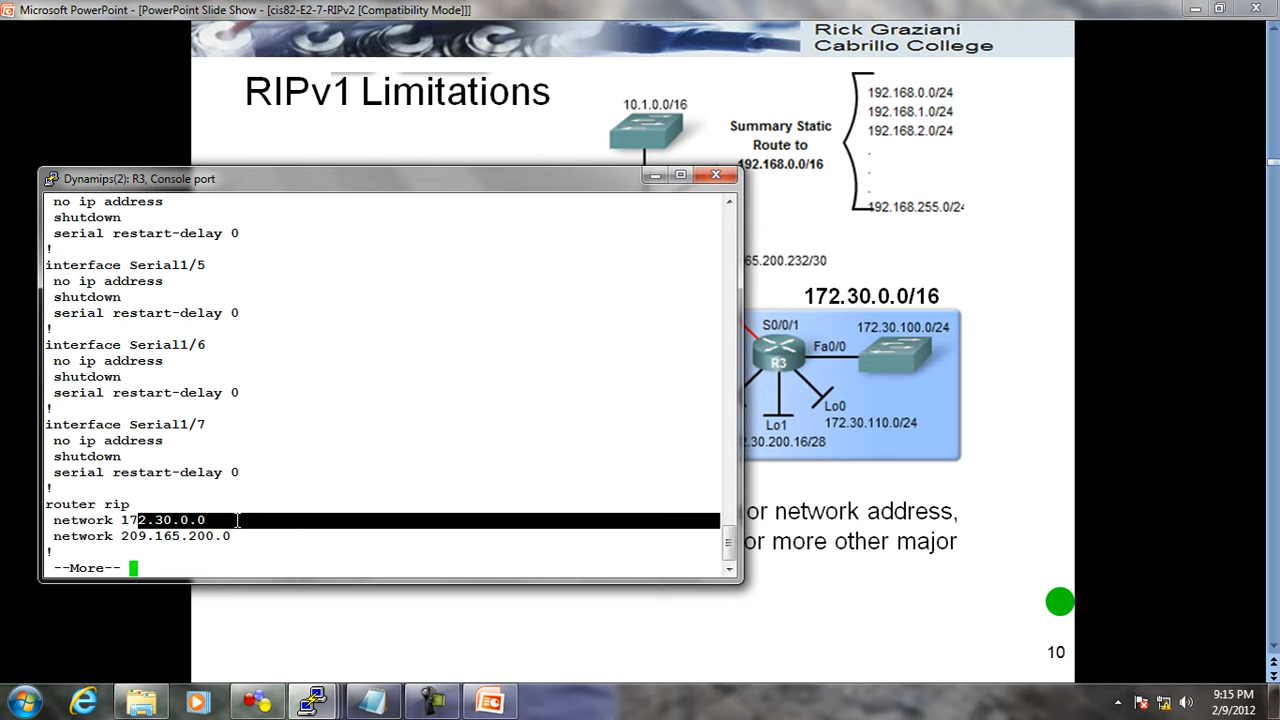 Microsoft PowerPoint - [PowerPoint Slide Show - [cis82-E2-7-RIPv2 [Compatibility Mode]]]
Rick Graziani
Cabrillo College
RIPv1 Limitations
10.1.0.0/16
Summary Static
Route to
192.168.0.0/16
192.168.0.0/24
192.168.1.0/24
192.168.2.0/24
.
.
.
192.168.255.0/24
Dynamips(2): R3, Console port
no ip address
shutdown
serial restart-delay 0
!
interface Serial1/5
no ip address
shutdown
serial restart-delay 0
!
interface Serial1/6
no ip address
shutdown
serial restart-delay 0
!
interface Serial1/7
no ip address
shutdown
serial restart-delay 0
!
router rip
network 172.30.0.0
network 209.165.200.0
!
--More--
65.200.232/30
172.30.0.0/16
S0/0/1
172.30.100.0/24
Fa0/0
R3
Lo0
172.30.110.0/24
Lo1
.30.200.16/28
or network address,
or more other major
10
9:15 PM
2/9/2012